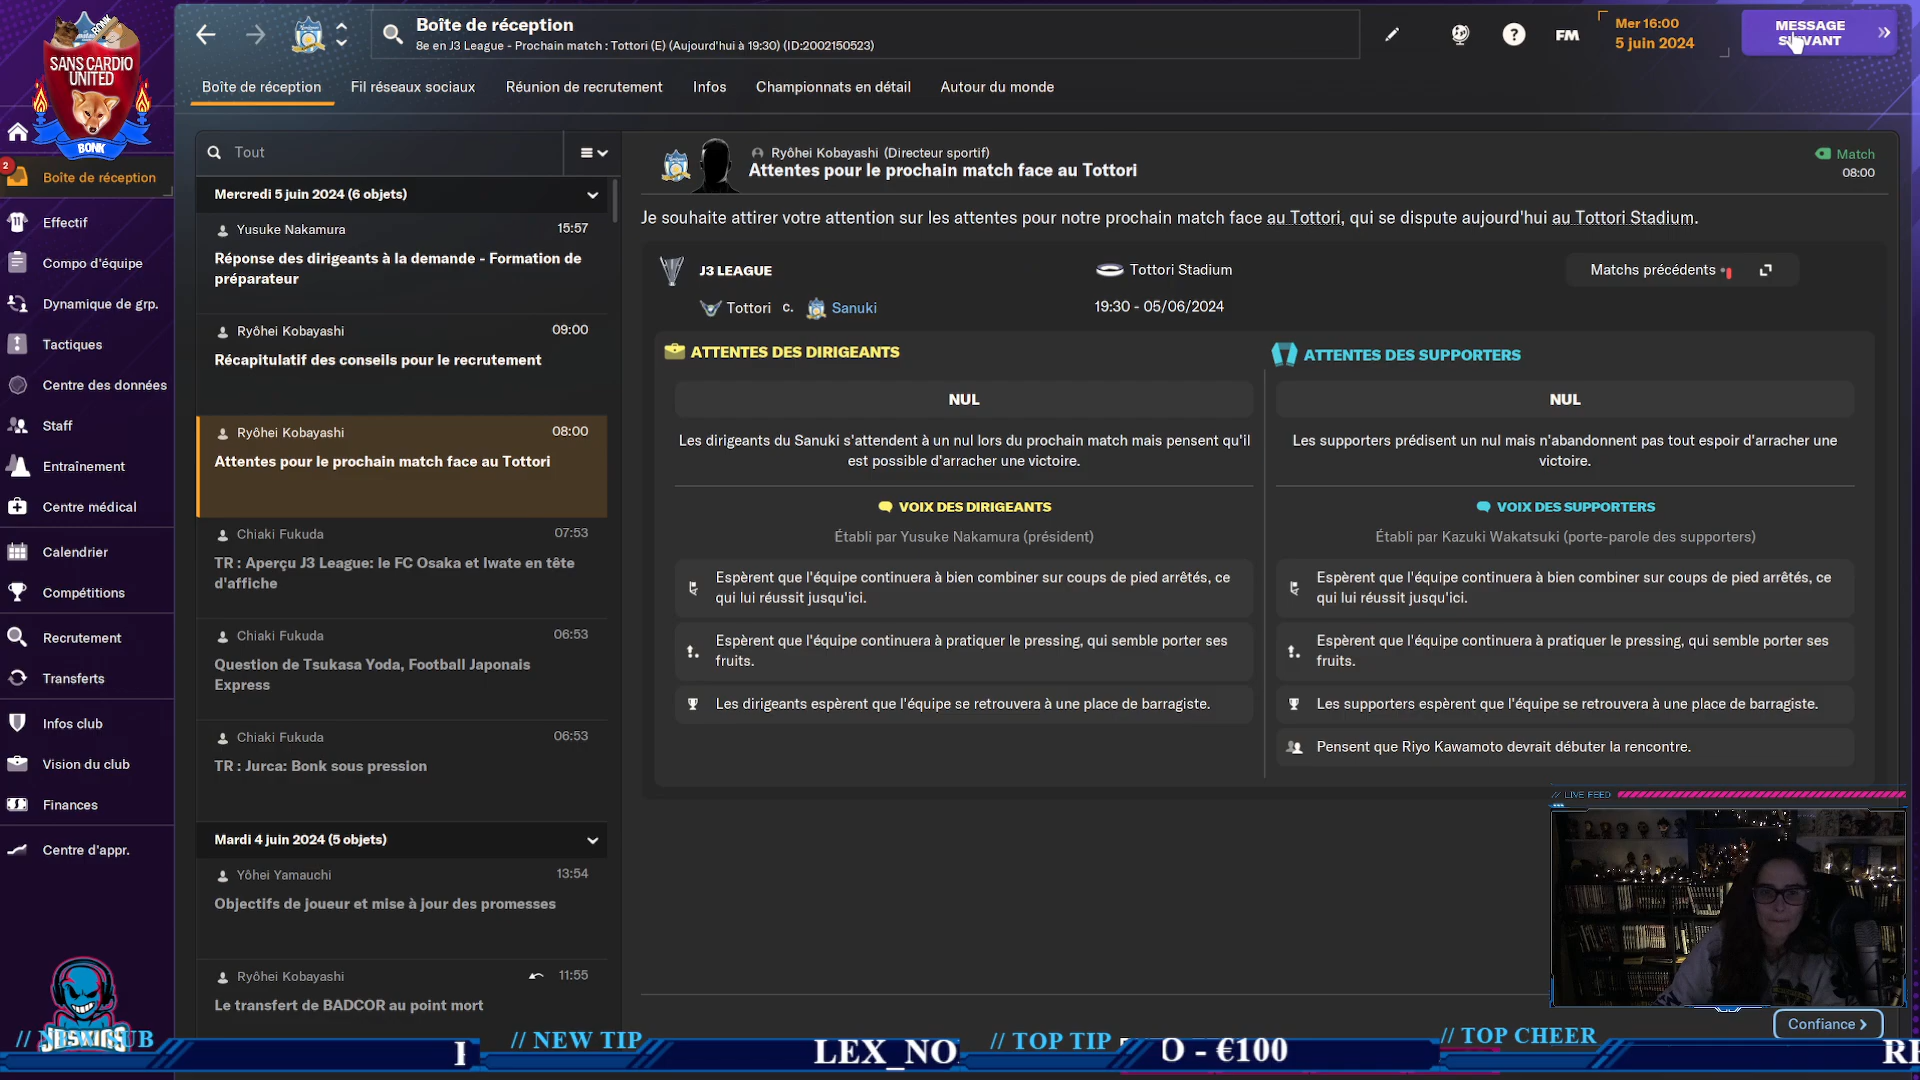 Boîte de réception
8e en J3 League - Prochain match : Tottori (E) (Aujourd'hui à 19:30) (ID:2002150523)
FM
Mer 16:00
5 juin 2024
MESSAGE
SUIVANT
SANS CARDIO
UNITED
BONK
Boîte de réception
Fil réseaux sociaux
Réunion de recrutement
Infos
Championnats en détail
Autour du monde
2
Boîte de réception
Effectif
Compo d'équipe
Dynamique de grp.
Tactiques
Centre des données
Staff
Entraînement
Centre médical
Calendrier
Compétitions
Recrutement
Transferts
Infos club
Vision du club
Finances
Centre d'appr.
Tout
Mercredi 5 juin 2024 (6 objets)
Yusuke Nakamura 15:57
Réponse des dirigeants à la demande - Formation de
préparateur
Ryôhei Kobayashi 09:00
Récapitulatif des conseils pour le recrutement
Ryôhei Kobayashi 08:00
Attentes pour le prochain match face au Tottori
Chiaki Fukuda 07:53
TR : Aperçu J3 League: le FC Osaka et Iwate en tête
d'affiche
Chiaki Fukuda 06:53
Question de Tsukasa Yoda, Football Japonais
Express
Chiaki Fukuda 06:53
TR : Jurca: Bonk sous pression
Mardi 4 juin 2024 (5 objets)
Yôhei Yamauchi 13:54
Objectifs de joueur et mise à jour des promesses
Ryôhei Kobayashi 11:55
Le transfert de BADCOR au point mort
Ryôhei Kobayashi (Directeur sportif)
Attentes pour le prochain match face au Tottori
Match
08:00
Je souhaite attirer votre attention sur les attentes pour notre prochain match face au Tottori, qui se dispute aujourd'hui au Tottori Stadium.
J3 LEAGUE
Tottori c. Sanuki
Tottori Stadium
19:30 - 05/06/2024
Matchs précédents
ATTENTES DES DIRIGEANTS
NUL
Les dirigeants du Sanuki s'attendent à un nul lors du prochain match mais pensent qu'il
est possible d'arracher une victoire.
VOIX DES DIRIGEANTS
Établi par Yusuke Nakamura (président)
Espèrent que l'équipe continuera à bien combiner sur coups de pied arrêtés, ce
qui lui réussit jusqu'ici.
Espèrent que l'équipe continuera à pratiquer le pressing, qui semble porter ses
fruits.
Les dirigeants espèrent que l'équipe se retrouvera à une place de barragiste.
ATTENTES DES SUPPORTERS
NUL
Les supporters prédisent un nul mais n'abandonnent pas tout espoir d'arracher une
victoire.
VOIX DES SUPPORTERS
Établi par Kazuki Wakatsuki (porte-parole des supporters)
Espèrent que l'équipe continuera à bien combiner sur coups de pied arrêtés, ce
qui lui réussit jusqu'ici.
Espèrent que l'équipe continuera à pratiquer le pressing, qui semble porter ses
fruits.
Les supporters espèrent que l'équipe se retrouvera à une place de barragiste.
Pensent que Riyo Kawamoto devrait débuter la rencontre.
// LIVE FEED
Confiance
// NEW SUB
// NEW TIP
LEX_NO
// TOP TIP
O - €100
// TOP CHEER